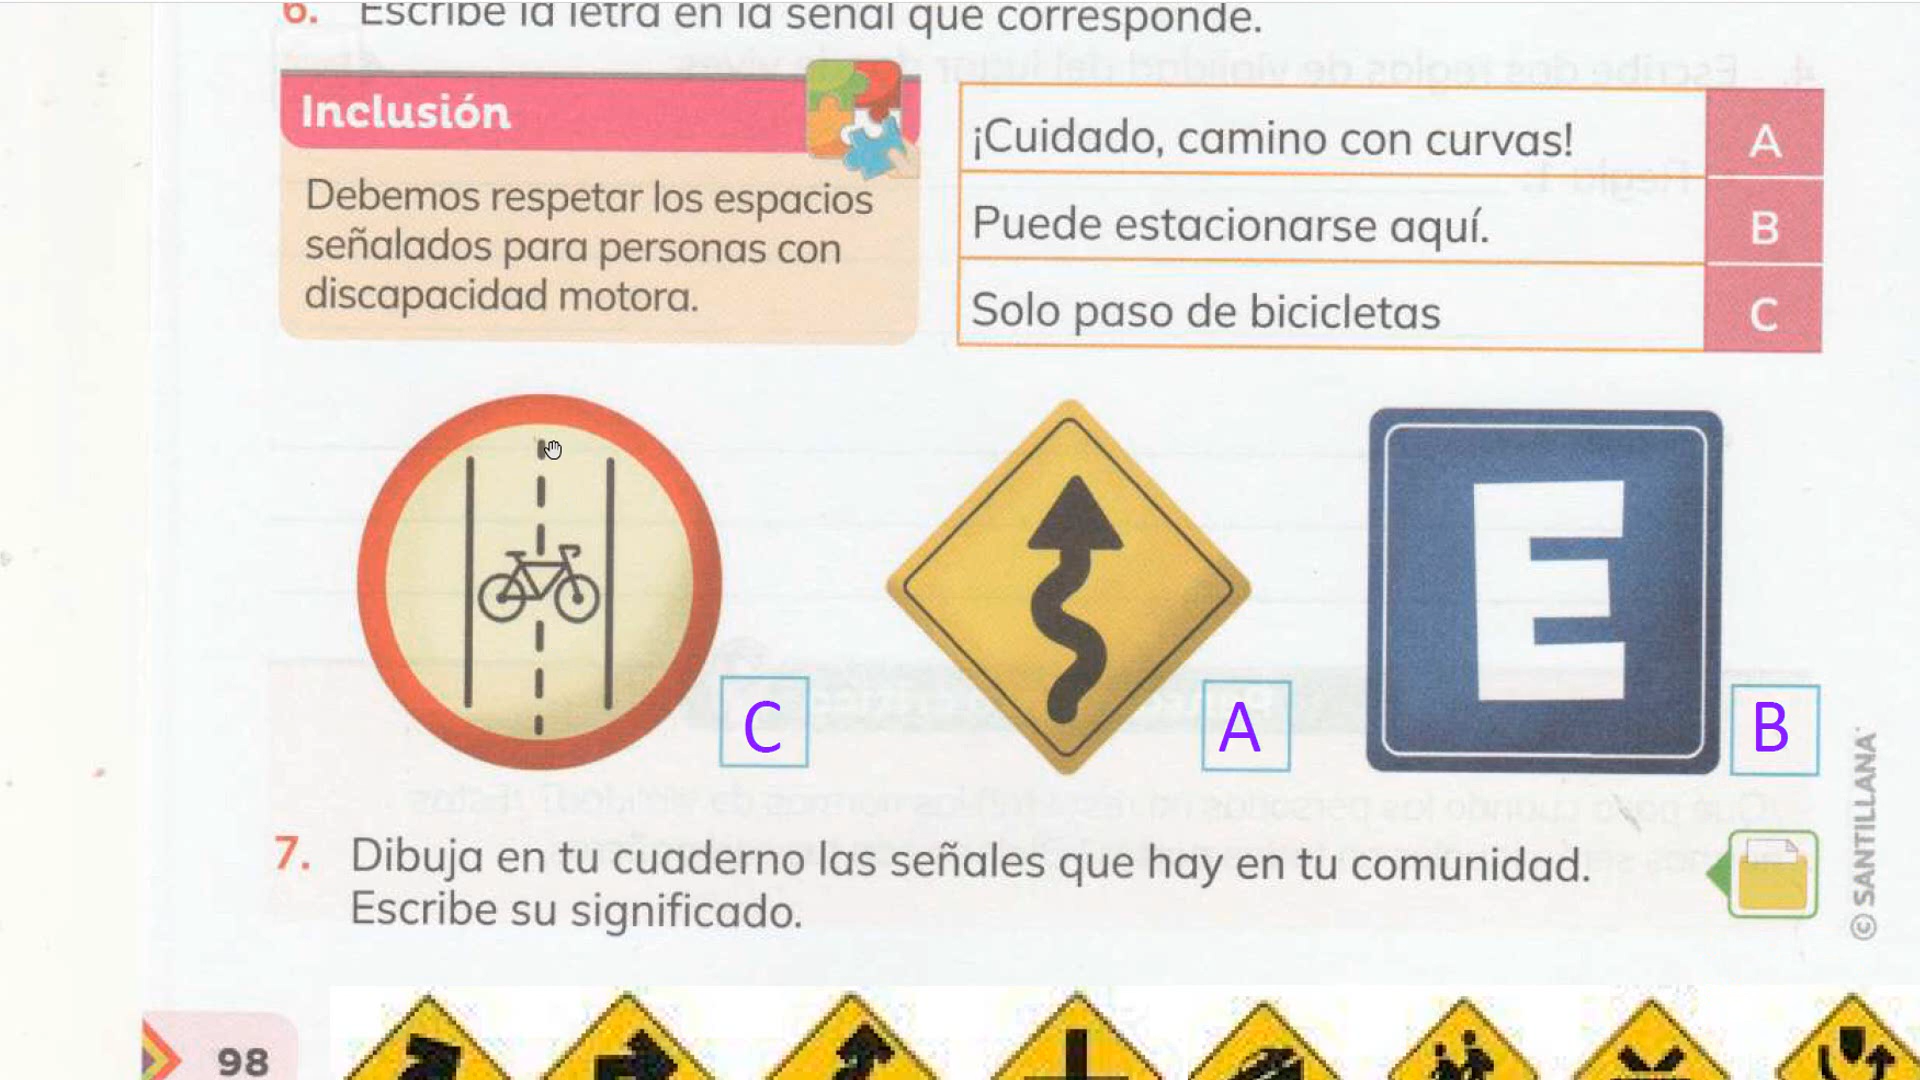 6. Escribe la letra en la señal que corresponde.
Inclusión
Debemos respetar los espacios
señalados para personas con
discapacidad motora.
¡Cuidado, camino con curvas! A
Puede estacionarse aquí. B
Solo paso de bicicletas C
E
C
A
B
7. Dibuja en tu cuaderno las señales que hay en tu comunidad.
Escribe su significado.
© SANTILLANA
98